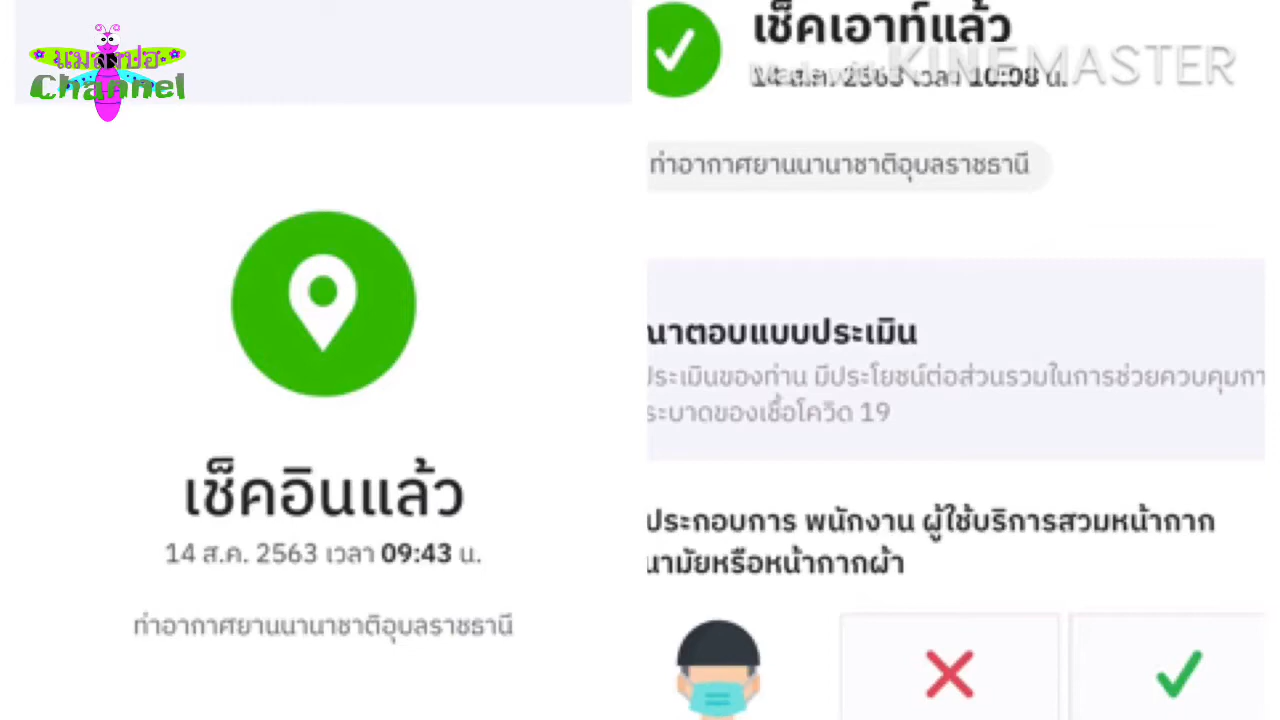 แมงปอ
Channel
เช็คอินแล้ว
14 ส.ค. 2563 เวลา 09:43 น.
ท่าอากาศยานนานาชาติอุบลราชธานี
เช็คเอาท์แล้ว
KINEMASTER
14 ส.ค. 2563 เวลา 10:08 น.
ท่าอากาศยานนานาชาติอุบลราชธานี
ณาตอบแบบประเมิน
ประเมินของท่าน มีประโยชน์ต่อส่วนรวมในการช่วยควบคุมกา
ระบาดของเชื้อโควิด 19
ประกอบการ พนักงาน ผู้ใช้บริการสวมหน้ากาก
นามัยหรือหน้ากากผ้า